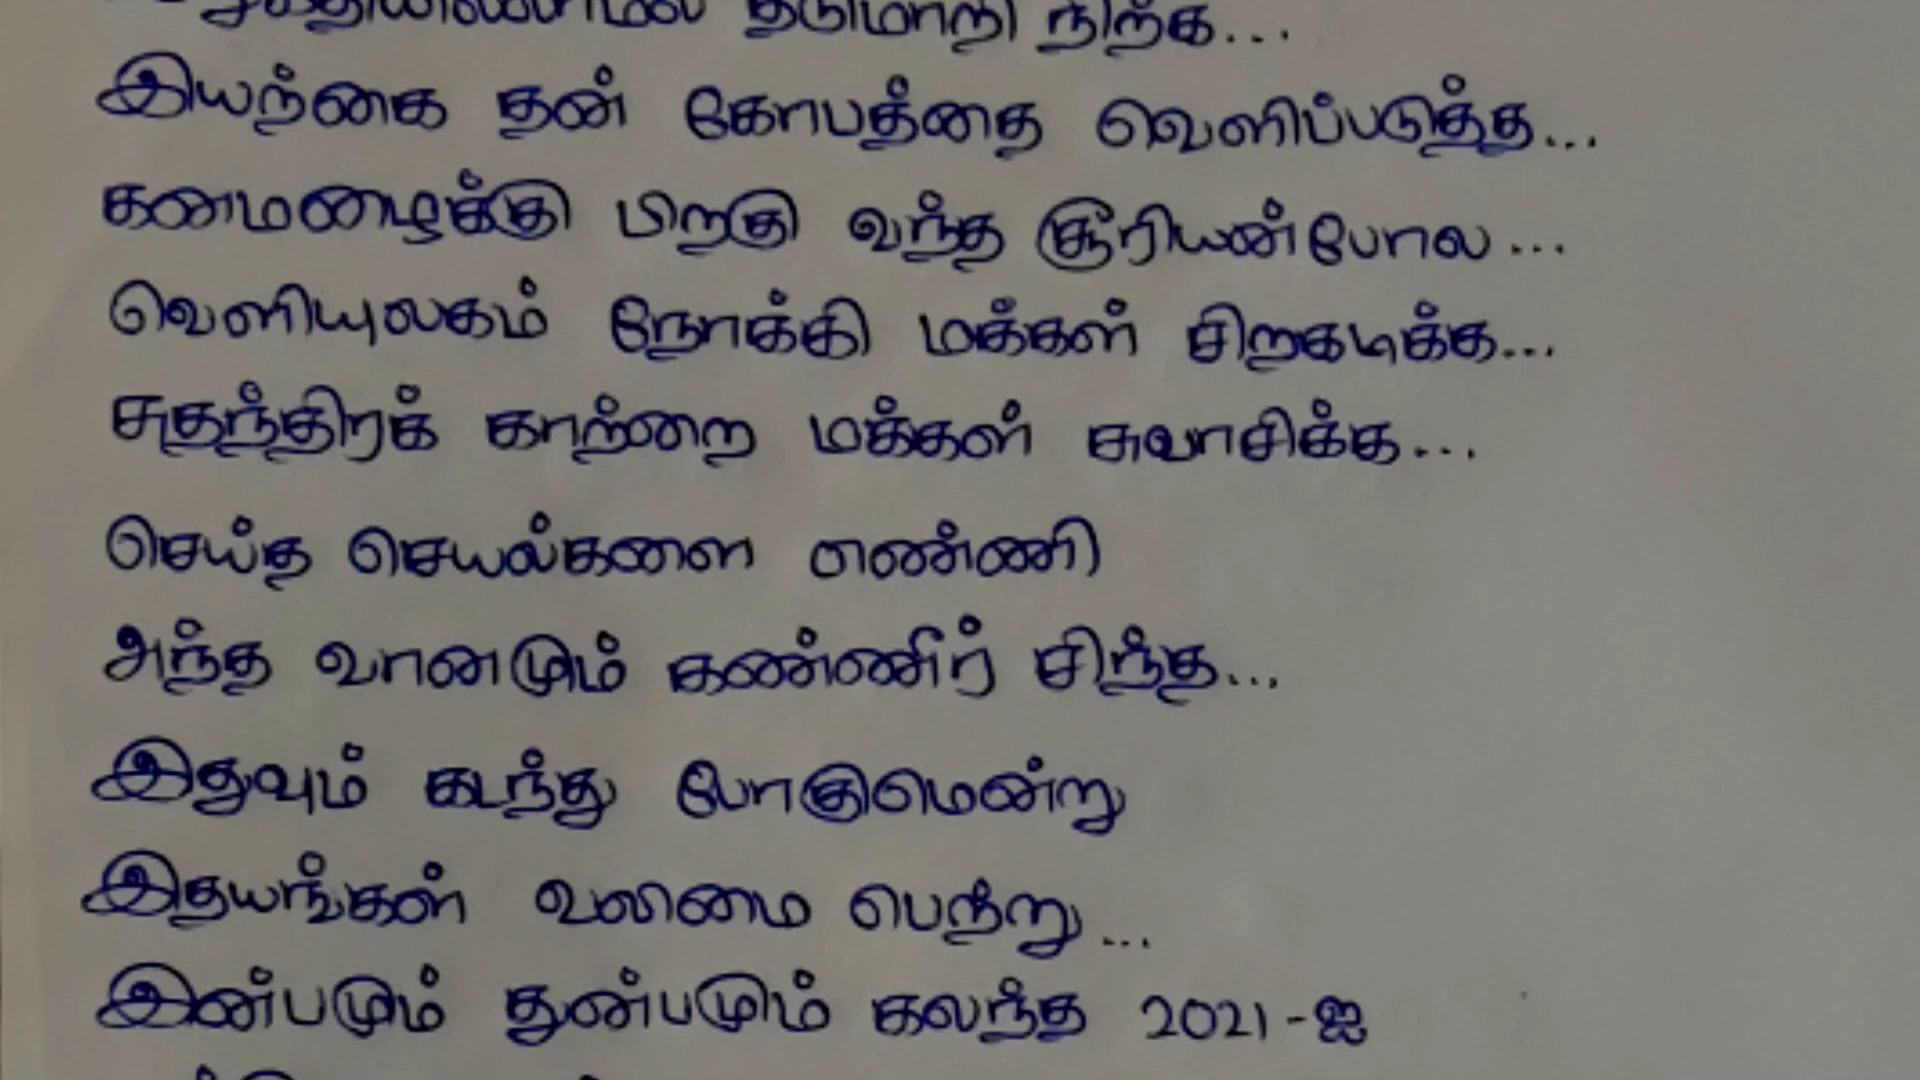 தடுமாறி நிற்க...
இயற்கை தன் கோபத்தை வெளிப்படுத்த...
கனமழைக்கு பிறகு வந்த சூரியன்போல...
வெளியுலகம் நோக்கி மக்கள் சிறகடிக்க...
சுதந்திரக் காற்றை மக்கள் சுவாசிக்க...
செய்த செயல்களை எண்ணி
அந்த வானமும் கண்ணீர் சிந்த...
இதுவும் கடந்து போகுமென்று
இதயங்கள் வலிமை பெற்று...
இன்பமும் துன்பமும் கலந்த 2021-ஐ